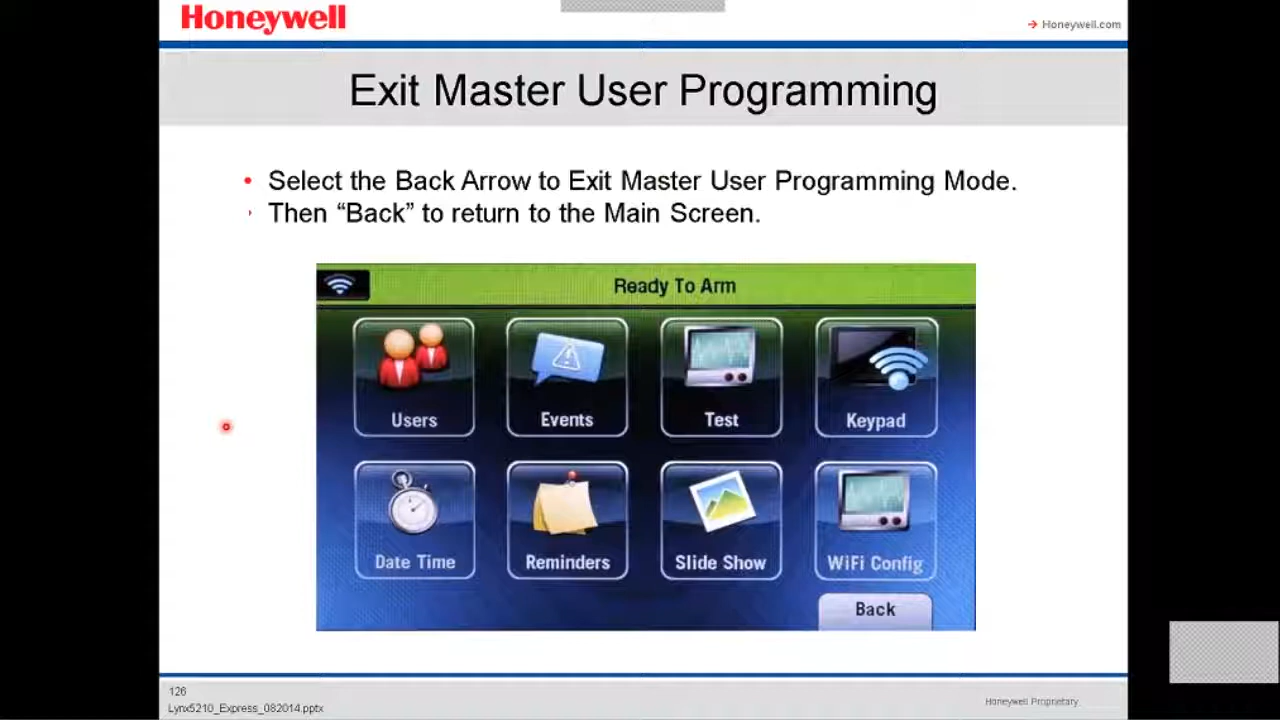 Honeywell
Honeywell.com
Exit Master User Programming
• Select the Back Arrow to Exit Master User Programming Mode.
Then “Back” to return to the Main Screen.
Ready To Arm
Users
Events
Test
Keypad
Date Time
Reminders
Slide Show
WiFi Config
Back
126
Lynx5210_Express_082014.pptx
Honeywell Proprietary